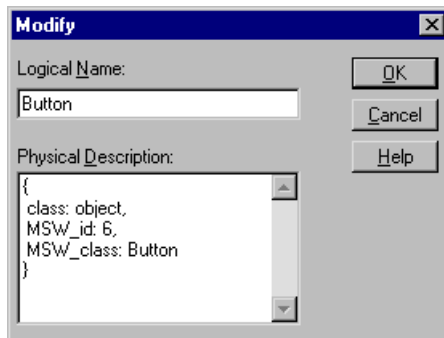 Modify
Logical Name:
Button
Physical Description:
{
class: object,
MSW_id: 6,
MSW_class: Button
}
OK
Cancel
Help